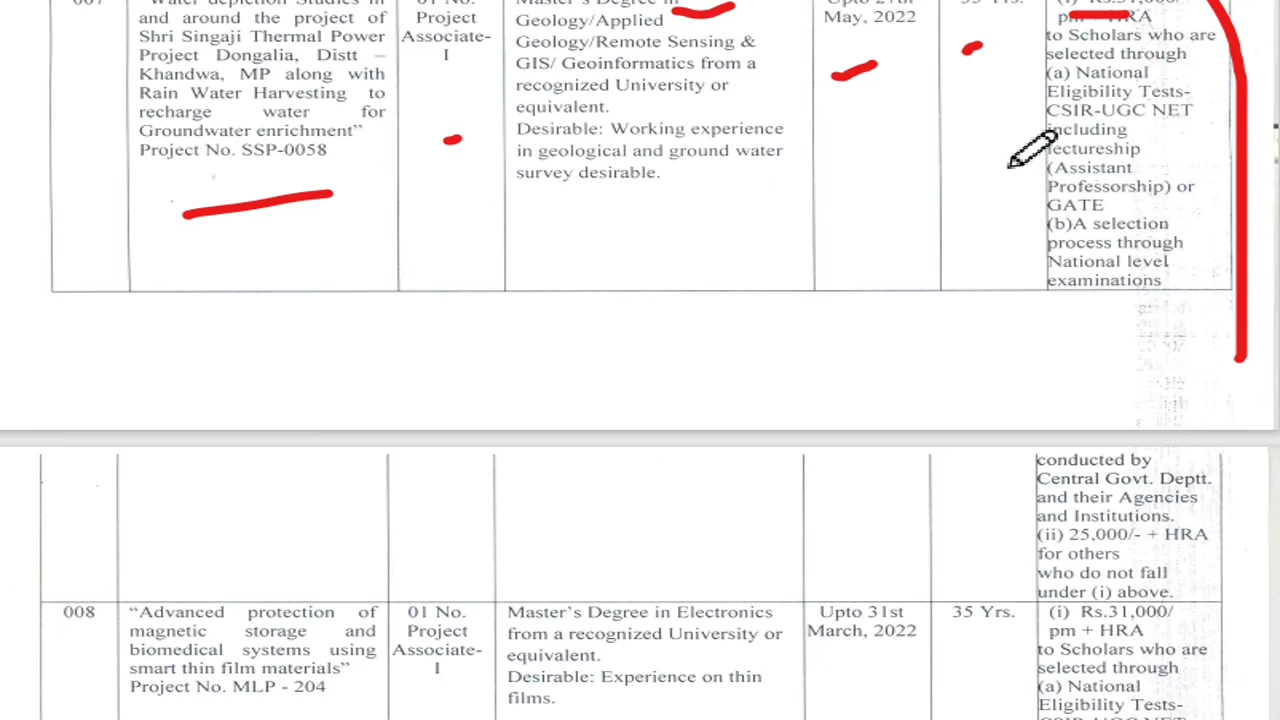 and around the project of
Shri Singaji Thermal Power
Project Dongalia, Distt –
Khandwa, MP along with
Rain Water Harvesting to
recharge water for
Groundwater enrichment”
Project No. SSP-0058
01 No.
Project
Associate-
I
Master's Degree in
Geology/Applied
Geology/Remote Sensing &
GIS/ Geoinformatics from a
recognized University or
equivalent.
Desirable: Working experience
in geological and ground water
survey desirable.
May, 2022
to Scholars who are
selected through
(a) National
Eligibility Tests-
CSIR-UGC NET
including
lectureship
(Assistant
Professorship) or
GATE
(b)A selection
process through
National level
examinations
conducted by
Central Govt. Deptt.
and their Agencies
and Institutions.
(ii) 25,000/- + HRA
for others
who do not fall
under (i) above.
008
“Advanced protection of
magnetic storage and
biomedical systems using
smart thin film materials”
Project No. MLP - 204
01 No.
Project
Associate-
I
Master’s Degree in Electronics
from a recognized University or
equivalent.
Desirable: Experience on thin
films.
Upto 31st
March, 2022
35 Yrs.
(i) Rs.31,000/
pm + HRA
to Scholars who are
selected through
(a) National
Eligibility Tests-